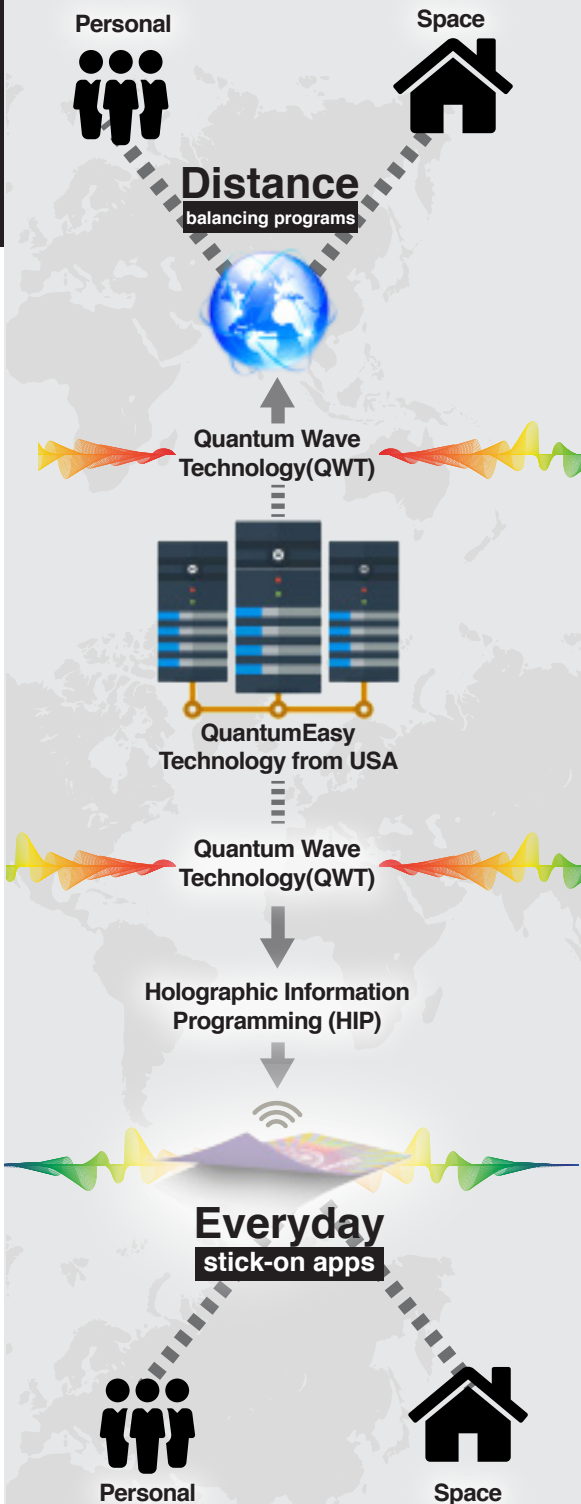 Personal
Space
Distance
balancing programs
Quantum Wave
Technology(QWT)
QuantumEasy
Technology from USA
Quantum Wave
Technology(QWT)
Holographic Information
Programming (HIP)
Everyday
stick-on apps
Personal
Space